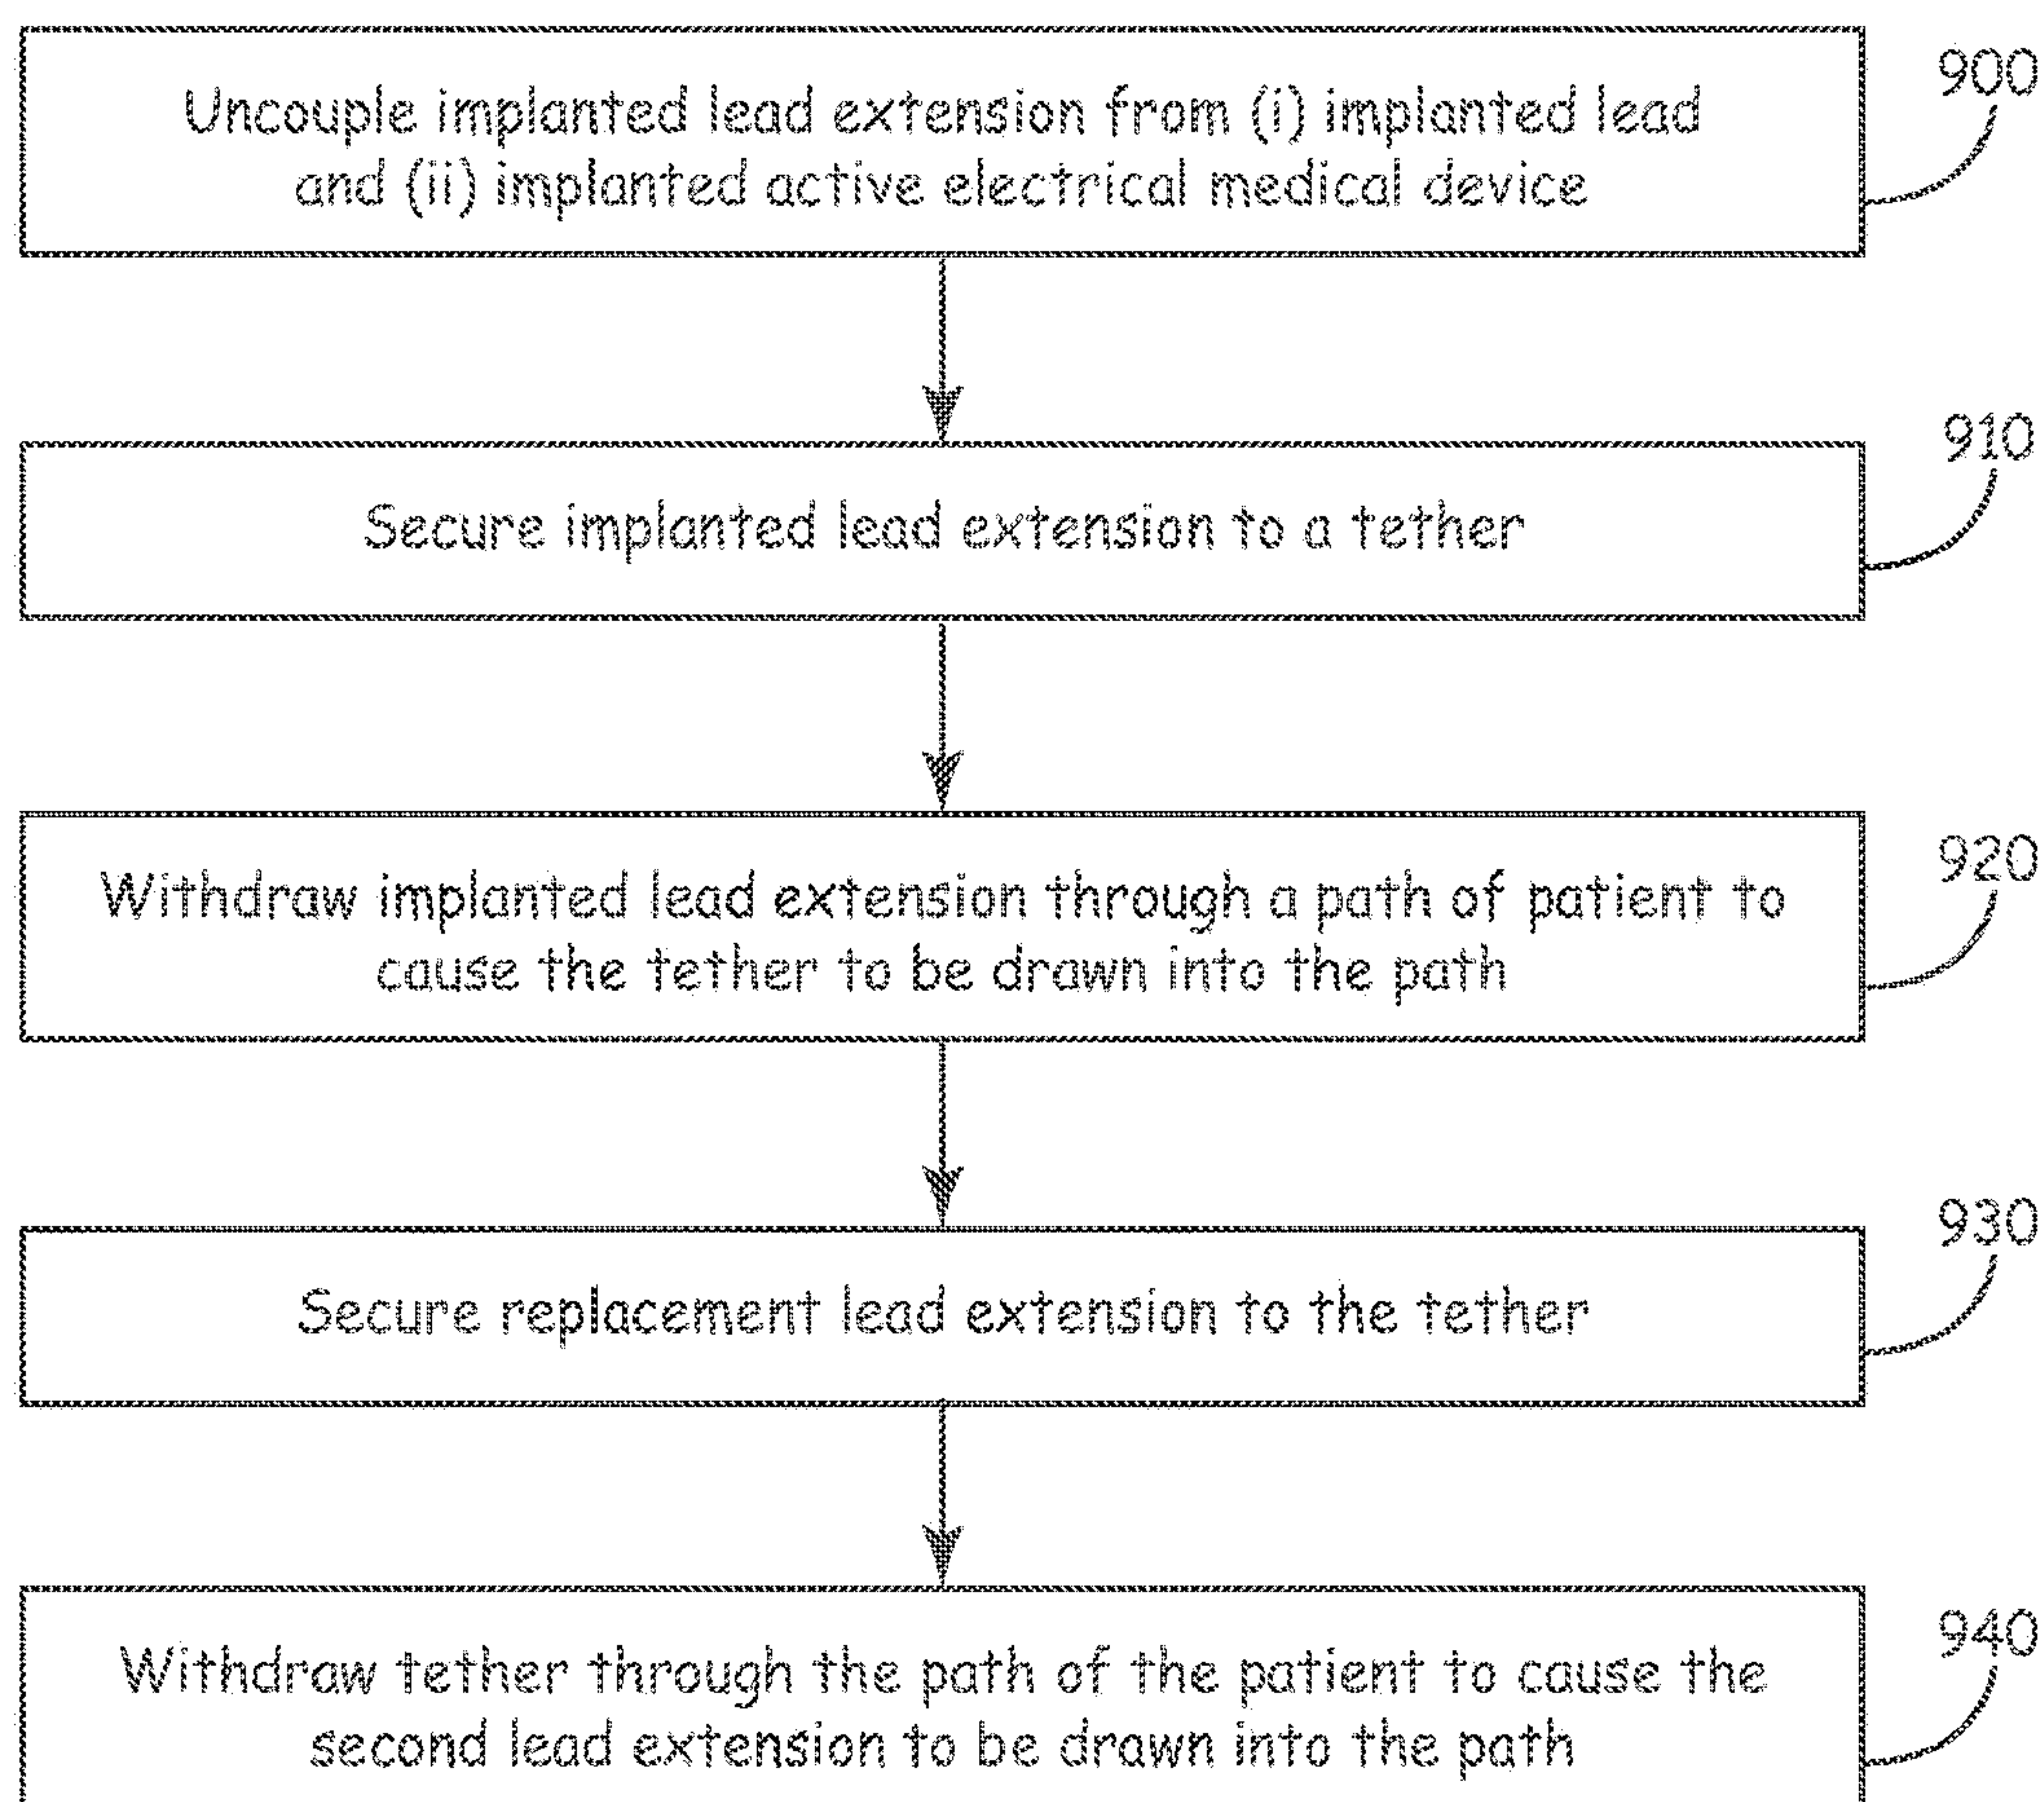 Uncouple implanted lead extension from (i) implanted lead
and (ii) implanted active electrical medical device
900
Secure implanted lead extension to a tether
910
Withdraw implanted lead extension through a path of patient to
cause the tether to be drawn into the path
920
Secure replacement lead extension to the tether
930
Withdraw tether through the path of the patient to cause the
second lead extension to be drawn into the path
940